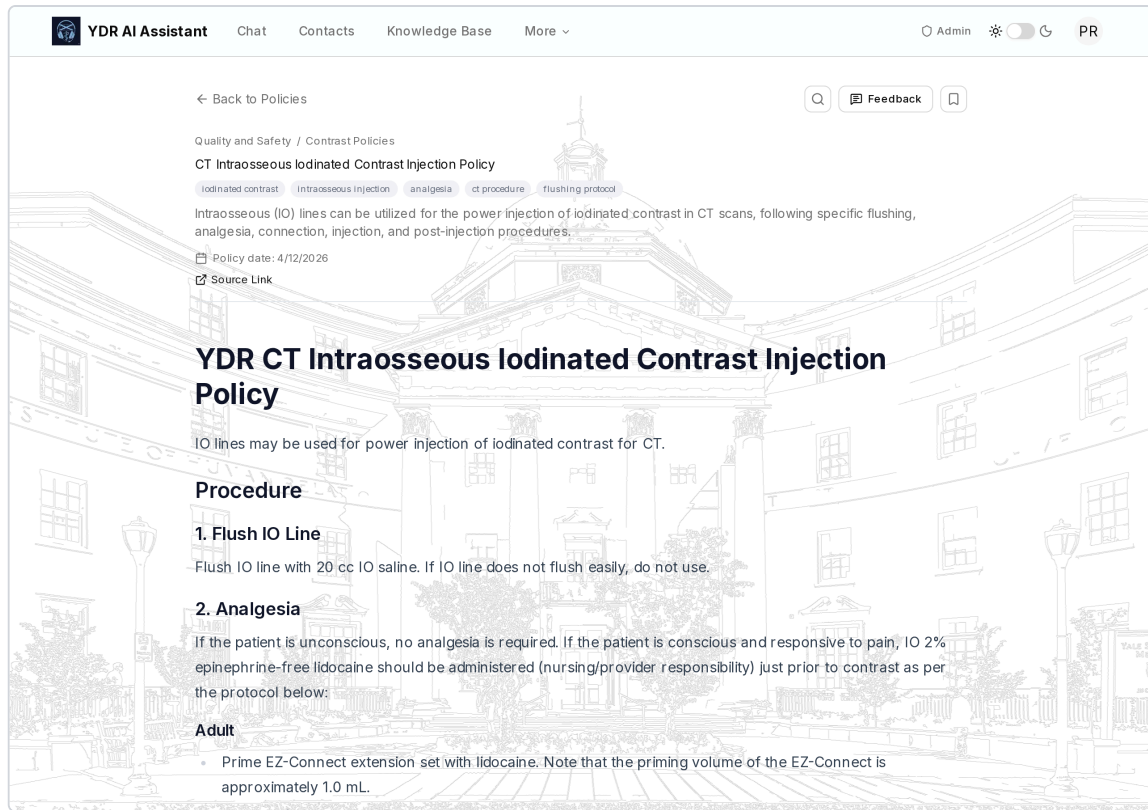 YDR AI Assistant Chat Contacts Knowledge Base More Admin PR
Back to Policies Feedback
Quality and Safety / Contrast Policies
CT Intraosseous Iodinated Contrast Injection Policy
iodinated contrast intraosseous injection analgesia ct procedure flushing protocol
Intraosseous (IO) lines can be utilized for the power injection of iodinated contrast in CT scans, following specific flushing,
analgesia, connection, injection, and post-injection procedures.
Policy date: 4/12/2026
Source Link
YDR CT Intraosseous Iodinated Contrast Injection
Policy
IO lines may be used for power injection of iodinated contrast for CT.
Procedure
1. Flush IO Line
Flush IO line with 20 cc IO saline. If IO line does not flush easily, do not use.
2. Analgesia
If the patient is unconscious, no analgesia is required. If the patient is conscious and responsive to pain, IO 2%
epinephrine-free lidocaine should be administered (nursing/provider responsibility) just prior to contrast as per
the protocol below:
Adult
Prime EZ-Connect extension set with lidocaine. Note that the priming volume of the EZ-Connect is
approximately 1.0 mL.